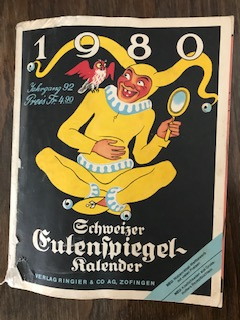 1980
Jahrgang 92
Preis Fr. 4.80
Schweizer
Eulenspiegel-
Kalender
VERLAG RINGIER & CO AG, ZOFINGEN